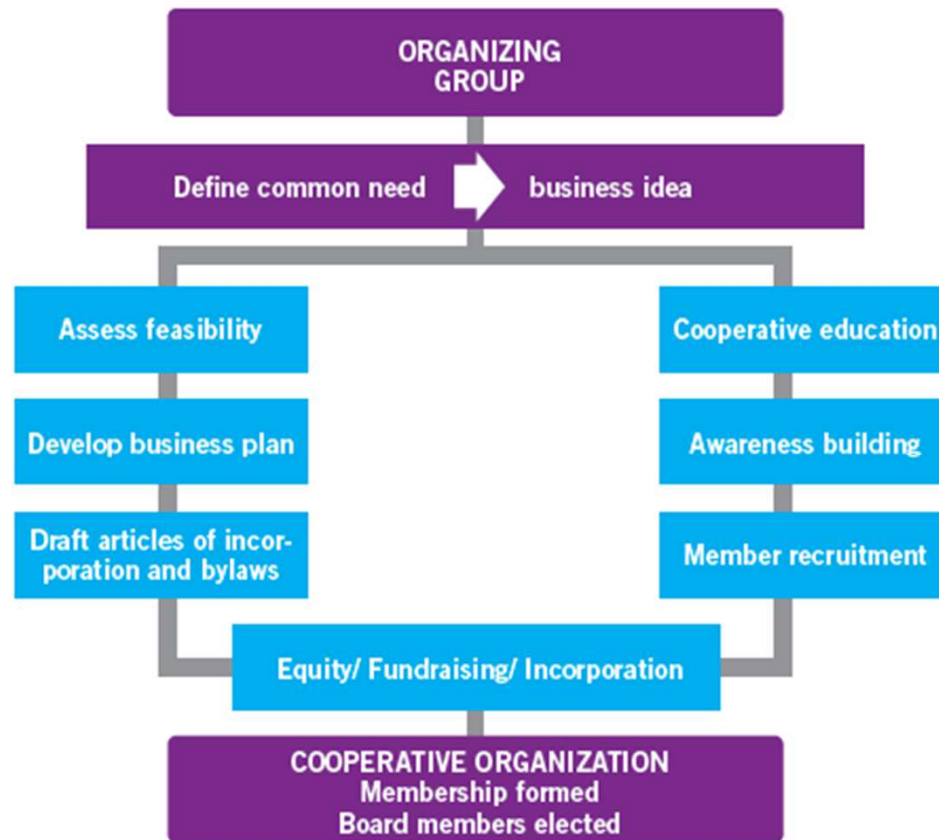 ORGANIZING
GROUP
Define common need business idea
Assess feasibility
Develop business plan
Draft articles of incor-
poration and bylaws
Cooperative education
Awareness building
Member recruitment
Equity/ Fundraising/ Incorporation
COOPERATIVE ORGANIZATION
Membership formed
Board members elected